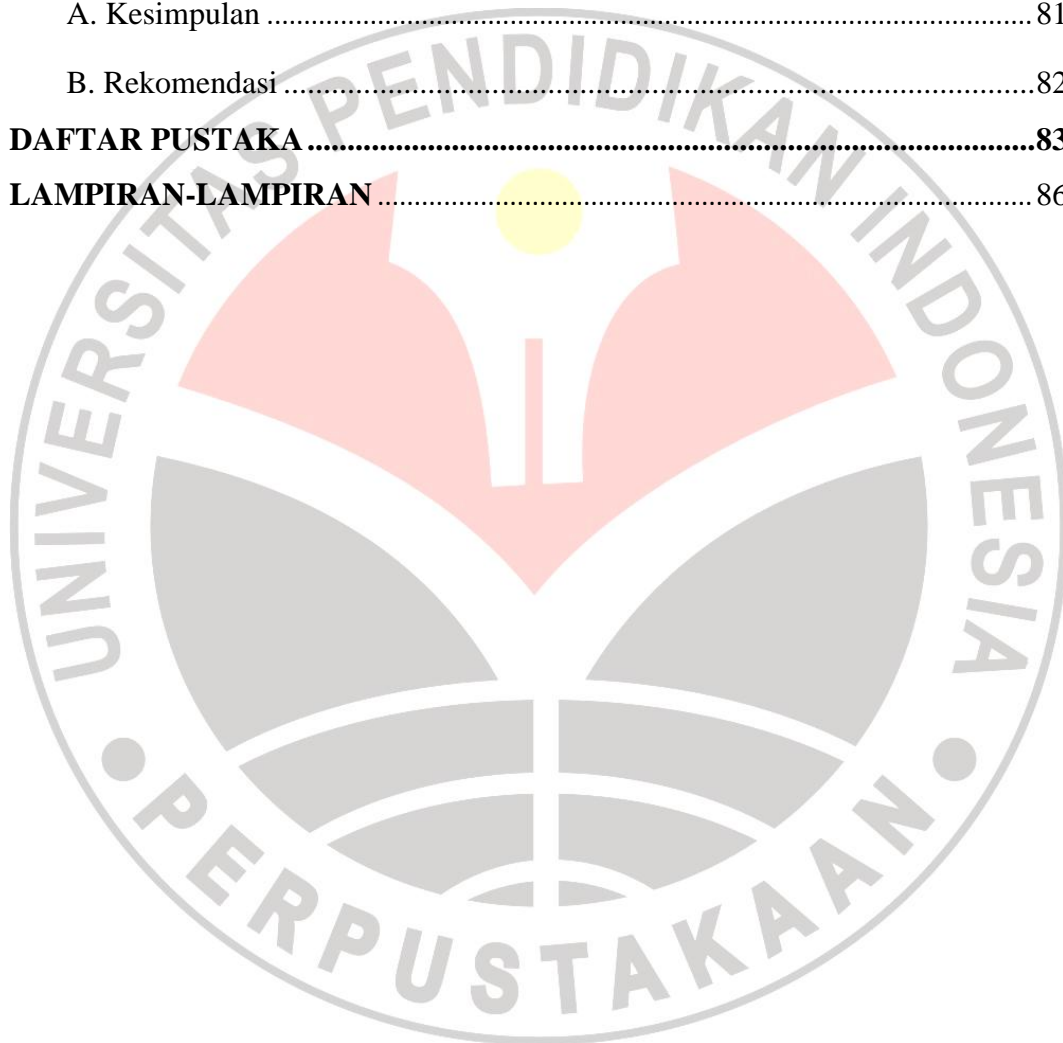 A. Kesimpulan ........................................................................................................ 81
B. Rekomendasi ...................................................................................................... 82
DAFTAR PUSTAKA .................................................................................................. 83
LAMPIRAN-LAMPIRAN ......................................................................................... 86
UNIVERSITAS PENDIDIKAN INDONESIA
PERPUSTAKAAN